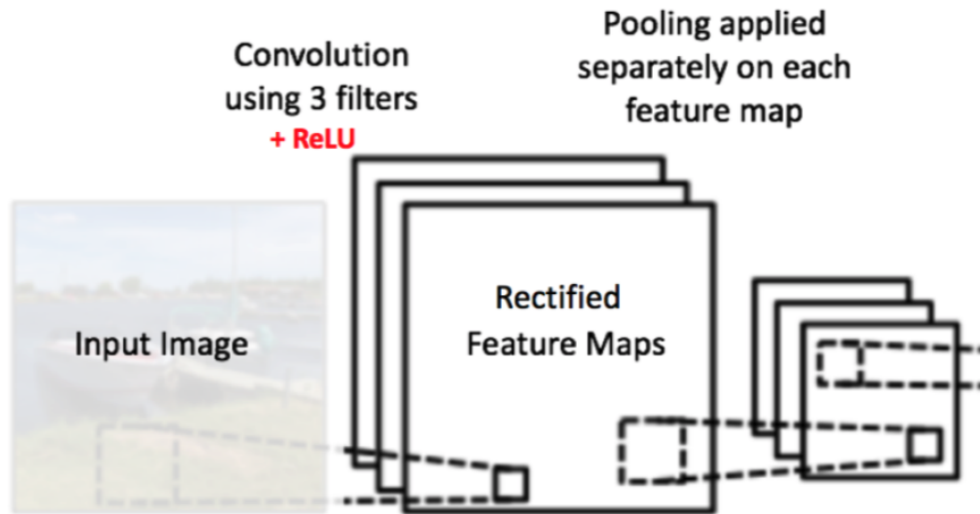 Convolution
using 3 filters
+ ReLU
Pooling applied
separately on each
feature map
Input Image
Rectified
Feature Maps